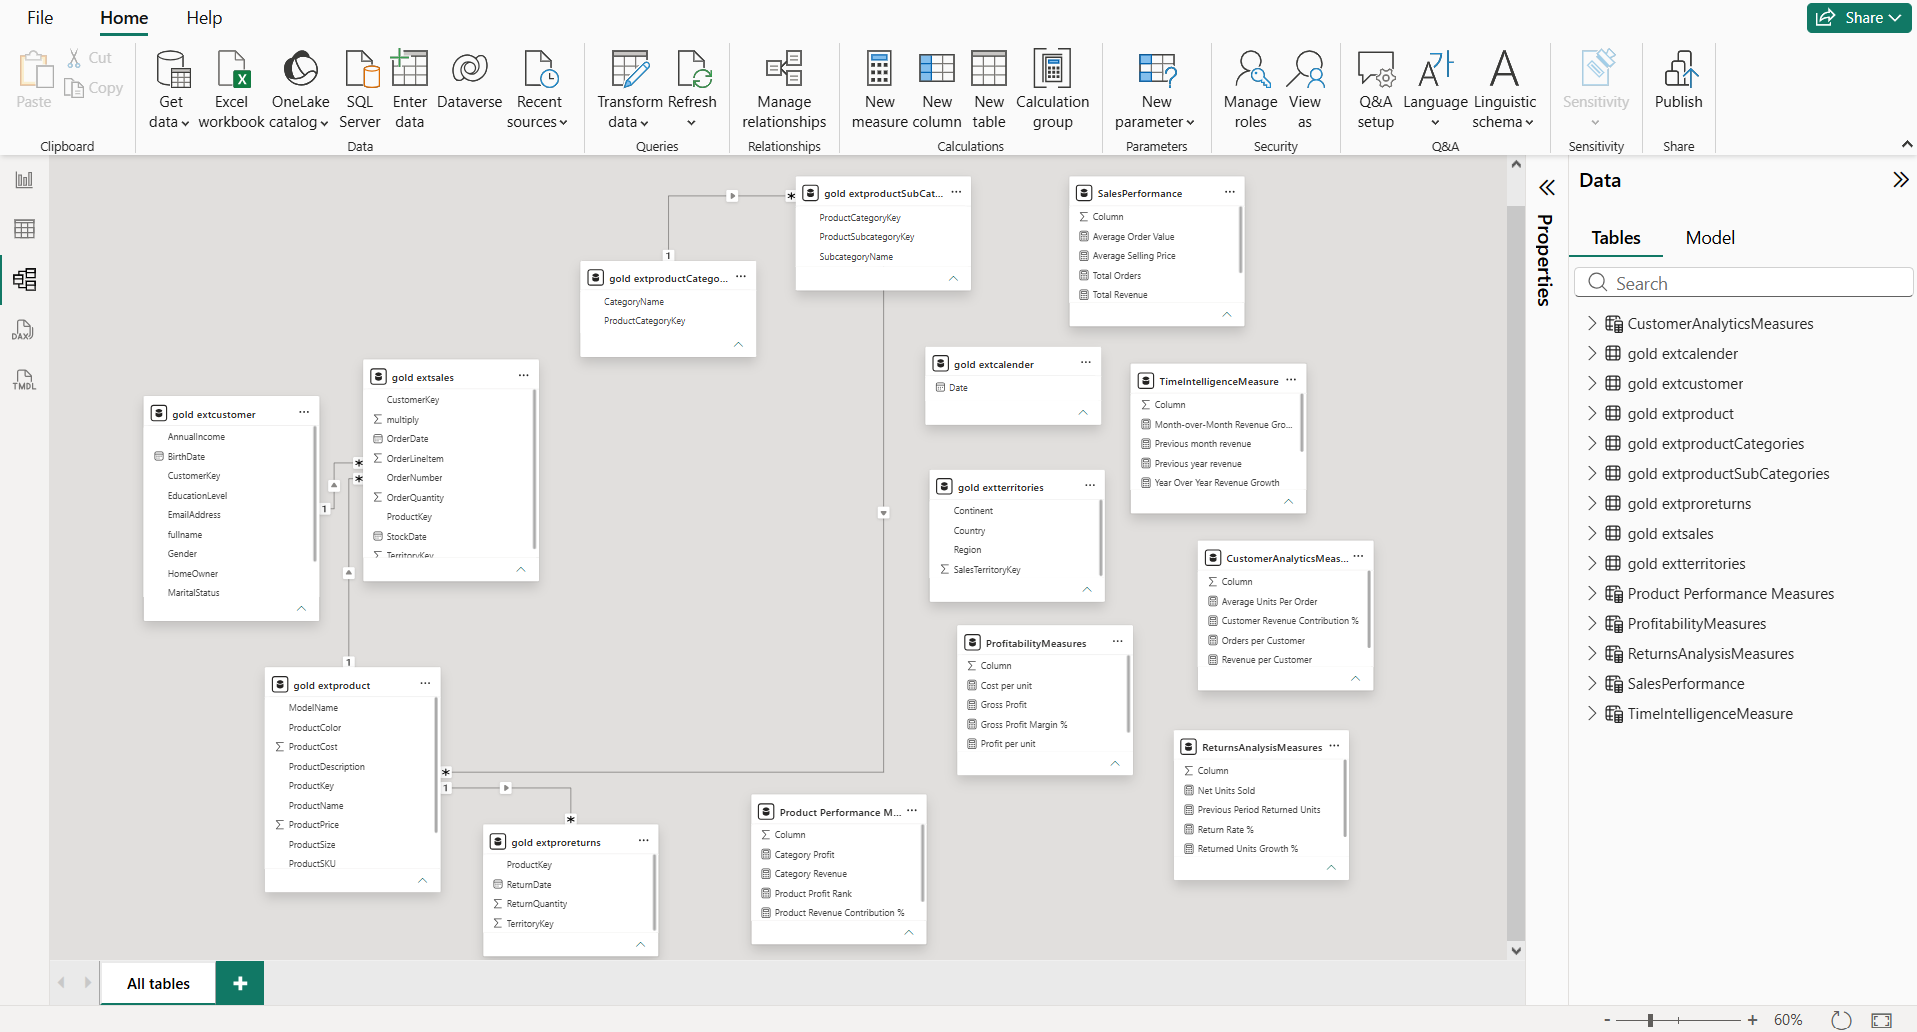 File
Home
Help
Share
Paste
Cut
Copy
Clipboard
Get data
Excel workbook
OneLake catalog
SQL Server
Enter data
Dataverse
Recent sources
Data
Transform data
Refresh
Queries
Manage relationships
Relationships
New measure
New column
New table
Calculation group
Calculations
New parameter
Parameters
Manage roles
View as
Security
Q&A setup
Language
Linguistic schema
Q&A
Sensitivity
Sensitivity
Publish
Share
DAX
TMDL
gold extproductSubCat...
ProductCategoryKey
ProductSubcategoryKey
SubcategoryName
SalesPerformance
Column
Average Order Value
Average Selling Price
Total Orders
Total Revenue
gold extproductCatego...
CategoryName
ProductCategoryKey
gold extcalender
Date
TimeIntelligenceMeasure
Column
Month-over-Month Revenue Gro...
Previous month revenue
Previous year revenue
Year Over Year Revenue Growth
gold extsales
CustomerKey
multiply
OrderDate
OrderLineItem
OrderNumber
OrderQuantity
ProductKey
StockDate
TerritoryKey
gold extcustomer
AnnualIncome
BirthDate
CustomerKey
EducationLevel
EmailAddress
fullname
Gender
HomeOwner
MaritalStatus
gold extterritories
Continent
Country
Region
SalesTerritoryKey
CustomerAnalyticsMeas...
Column
Average Units Per Order
Customer Revenue Contribution %
Orders per Customer
Revenue per Customer
ProfitabilityMeasures
Column
Cost per unit
Gross Profit
Gross Profit Margin %
Profit per unit
gold extproduct
ModelName
ProductColor
ProductCost
ProductDescription
ProductKey
ProductName
ProductPrice
ProductSize
ProductSKU
ReturnsAnalysisMeasures
Column
Net Units Sold
Previous Period Returned Units
Return Rate %
Returned Units Growth %
gold extproreturns
ProductKey
ReturnDate
ReturnQuantity
TerritoryKey
Product Performance M...
Column
Category Profit
Category Revenue
Product Profit Rank
Product Revenue Contribution %
1
*
1
*
*
1
*
1
*
Properties
Data
Tables
Model
Search
CustomerAnalyticsMeasures
gold extcalender
gold extcustomer
gold extproduct
gold extproductCategories
gold extproductSubCategories
gold extproreturns
gold extsales
gold extterritories
Product Performance Measures
ProfitabilityMeasures
ReturnsAnalysisMeasures
SalesPerformance
TimeIntelligenceMeasure
All tables
+
- + 60%